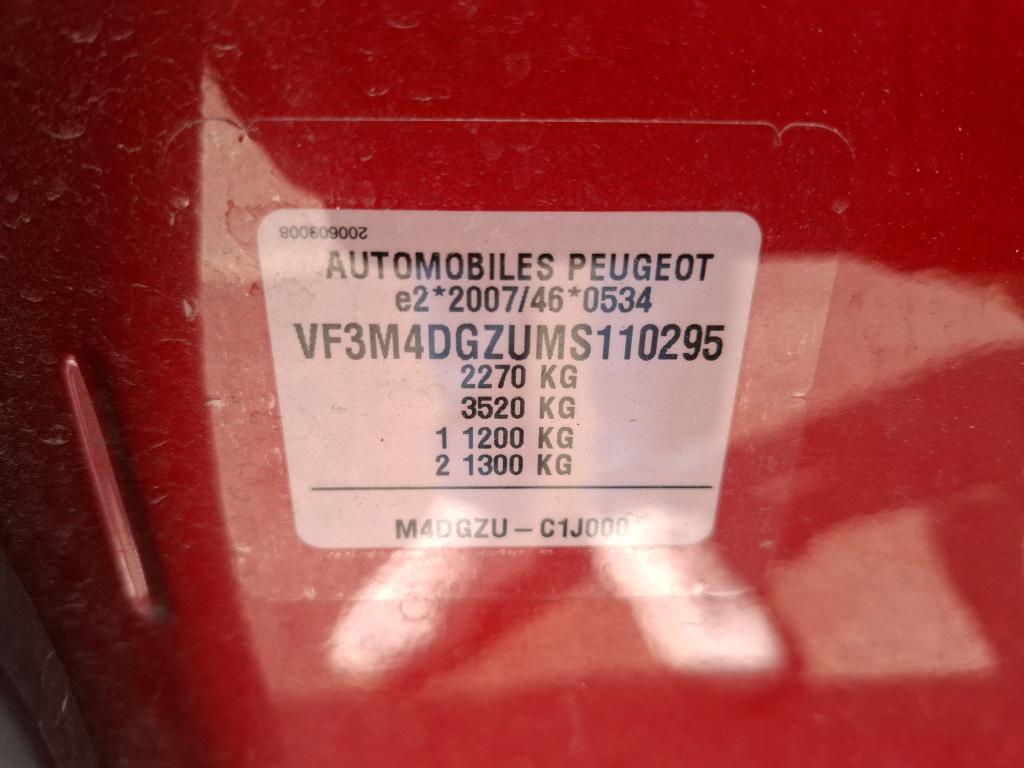 200609008
AUTOMOBILES PEUGEOT
e2*2007/46*0534
VF3M4DGZUMS110295
2270 KG
3520 KG
1 1200 KG
2 1300 KG
M4DGZU – C1J000